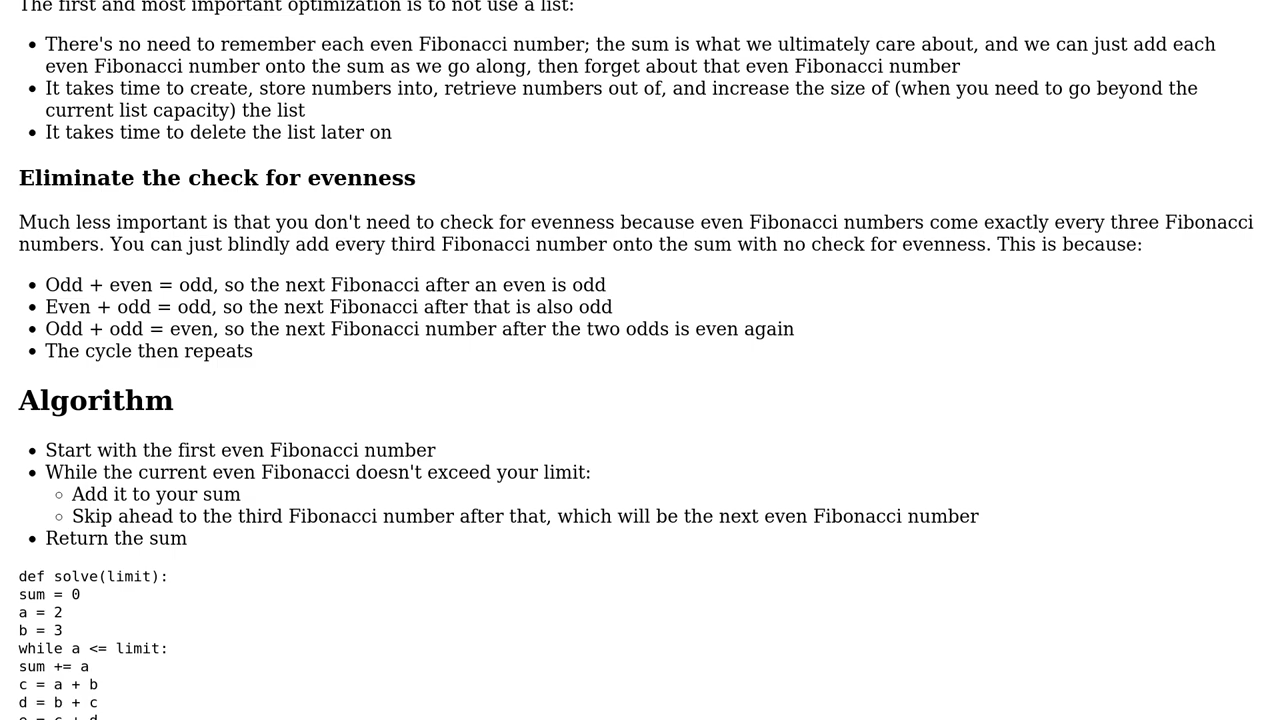 The first and most important optimization is to not use a list:
• There's no need to remember each even Fibonacci number; the sum is what we ultimately care about, and we can just add each
even Fibonacci number onto the sum as we go along, then forget about that even Fibonacci number
• It takes time to create, store numbers into, retrieve numbers out of, and increase the size of (when you need to go beyond the
current list capacity) the list
• It takes time to delete the list later on
Eliminate the check for evenness
Much less important is that you don't need to check for evenness because even Fibonacci numbers come exactly every three Fibonacci
numbers. You can just blindly add every third Fibonacci number onto the sum with no check for evenness. This is because:
• Odd + even = odd, so the next Fibonacci after an even is odd
• Even + odd = odd, so the next Fibonacci after that is also odd
• Odd + odd = even, so the next Fibonacci number after the two odds is even again
• The cycle then repeats
Algorithm
• Start with the first even Fibonacci number
• While the current even Fibonacci doesn't exceed your limit:
◦ Add it to your sum
◦ Skip ahead to the third Fibonacci number after that, which will be the next even Fibonacci number
• Return the sum
def solve(limit):
sum = 0
a = 2
b = 3
while a <= limit:
sum += a
c = a + b
d = b + c
e = c + d